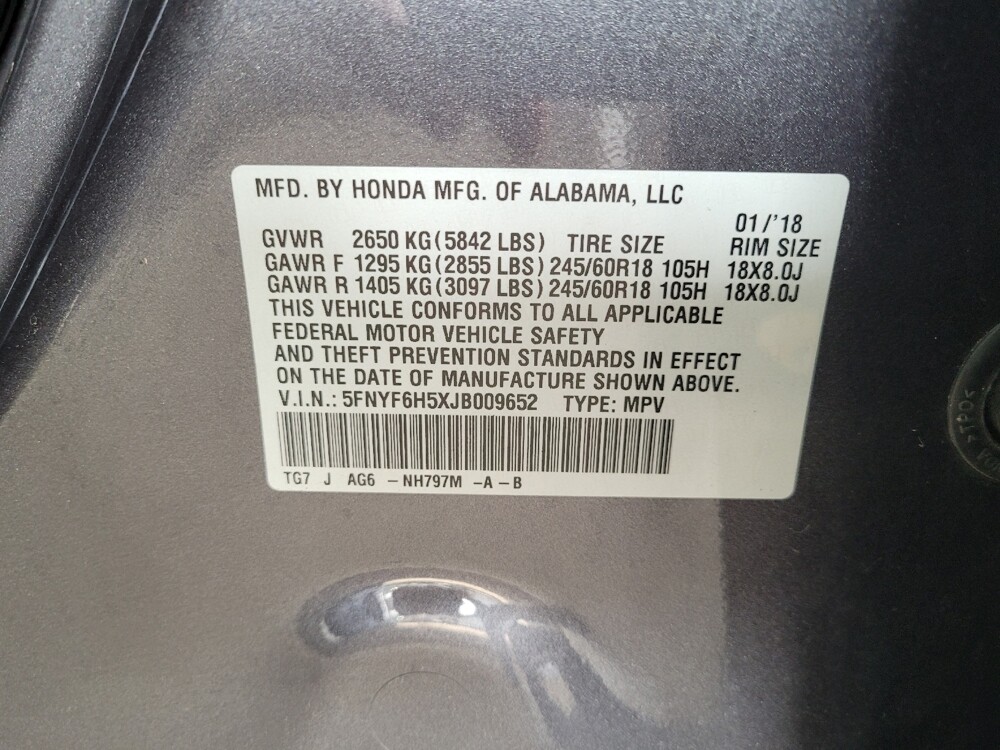 MFD. BY HONDA MFG. OF ALABAMA, LLC
01/'18
GVWR 2650 KG(5842 LBS) TIRE SIZE RIM SIZE
GAWR F 1295 KG(2855 LBS) 245/60R18 105H 18X8.0J
GAWR R 1405 KG(3097 LBS) 245/60R18 105H 18X8.0J
THIS VEHICLE CONFORMS TO ALL APPLICABLE
FEDERAL MOTOR VEHICLE SAFETY
AND THEFT PREVENTION STANDARDS IN EFFECT
ON THE DATE OF MANUFACTURE SHOWN ABOVE.
V.I.N.: 5FNYF6H5XJB009652 TYPE: MPV
TG7 J AG6 -NH797M -A-B
>TPO<